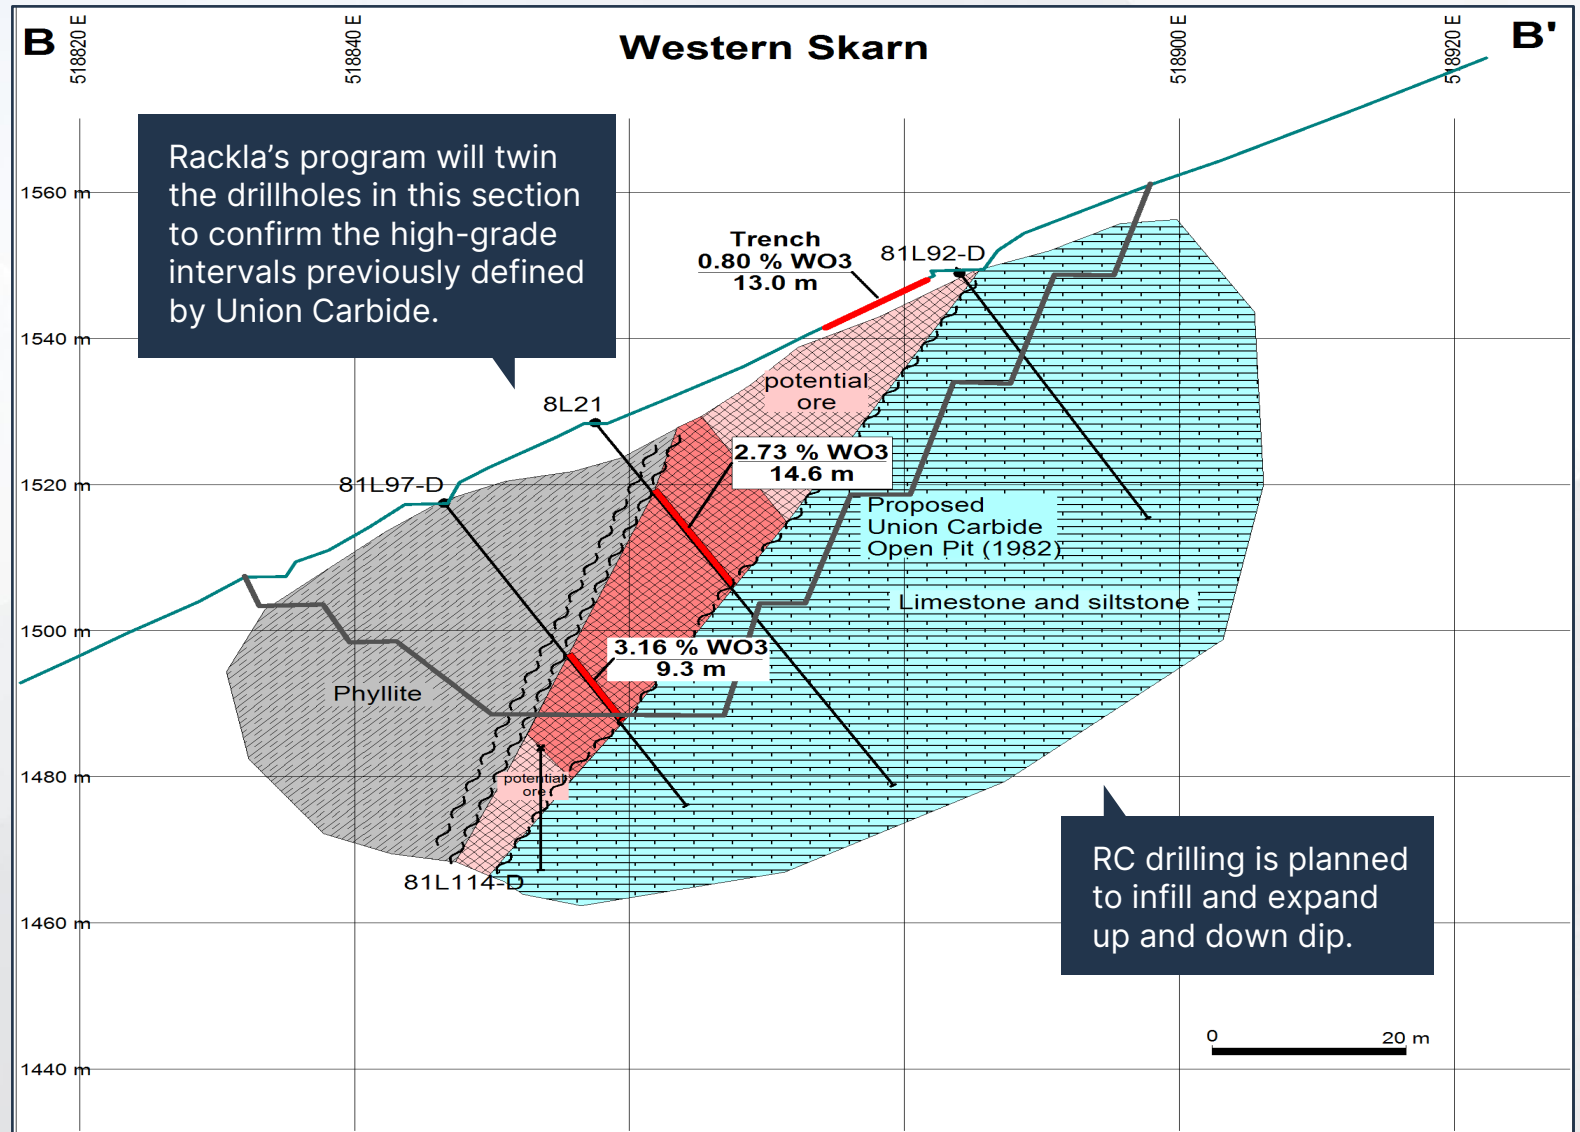 B
518820 E
518840 E
Western Skarn
518900 E
518920 E
B'
Rackla’s program will twin
the drillholes in this section
to confirm the high-grade
intervals previously defined
by Union Carbide.
1560 m
Trench
0.80 % WO3
13.0 m
81L92-D
1540 m
potential
ore
8L21
2.73 % WO3
14.6 m
81L97-D
1520 m
Proposed
Union Carbide
Open Pit (1982)
Limestone and siltstone
1500 m
3.16 % WO3
9.3 m
Phyllite
1480 m
potential
ore
81L114-D
RC drilling is planned
to infill and expand
up and down dip.
1460 m
0
20 m
1440 m